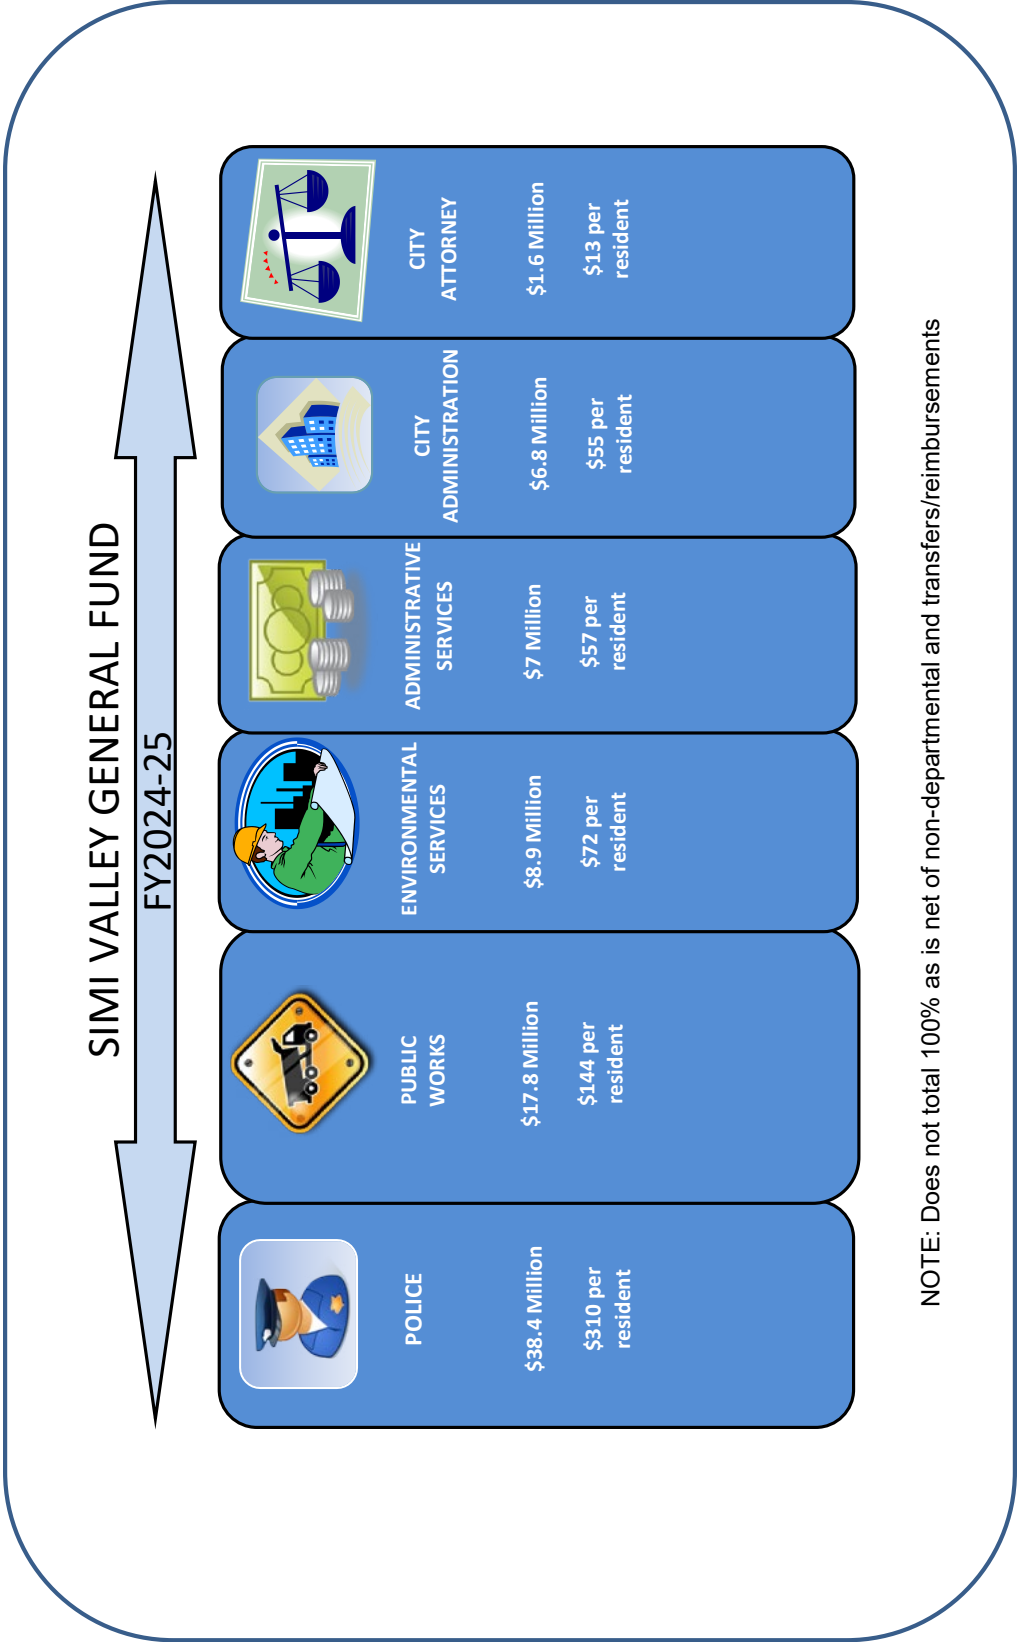 SIMI VALLEY GENERAL FUND
FY2024-25
POLICE
$38.4 Million
$310 per
resident
PUBLIC
WORKS
$17.8 Million
$144 per
resident
ENVIRONMENTAL
SERVICES
$8.9 Million
$72 per
resident
ADMINISTRATIVE
SERVICES
$7 Million
$57 per
resident
CITY
ADMINISTRATION
$6.8 Million
$55 per
resident
CITY
ATTORNEY
$1.6 Million
$13 per
resident
NOTE: Does not total 100% as is net of non-departmental and transfers/reimbursements